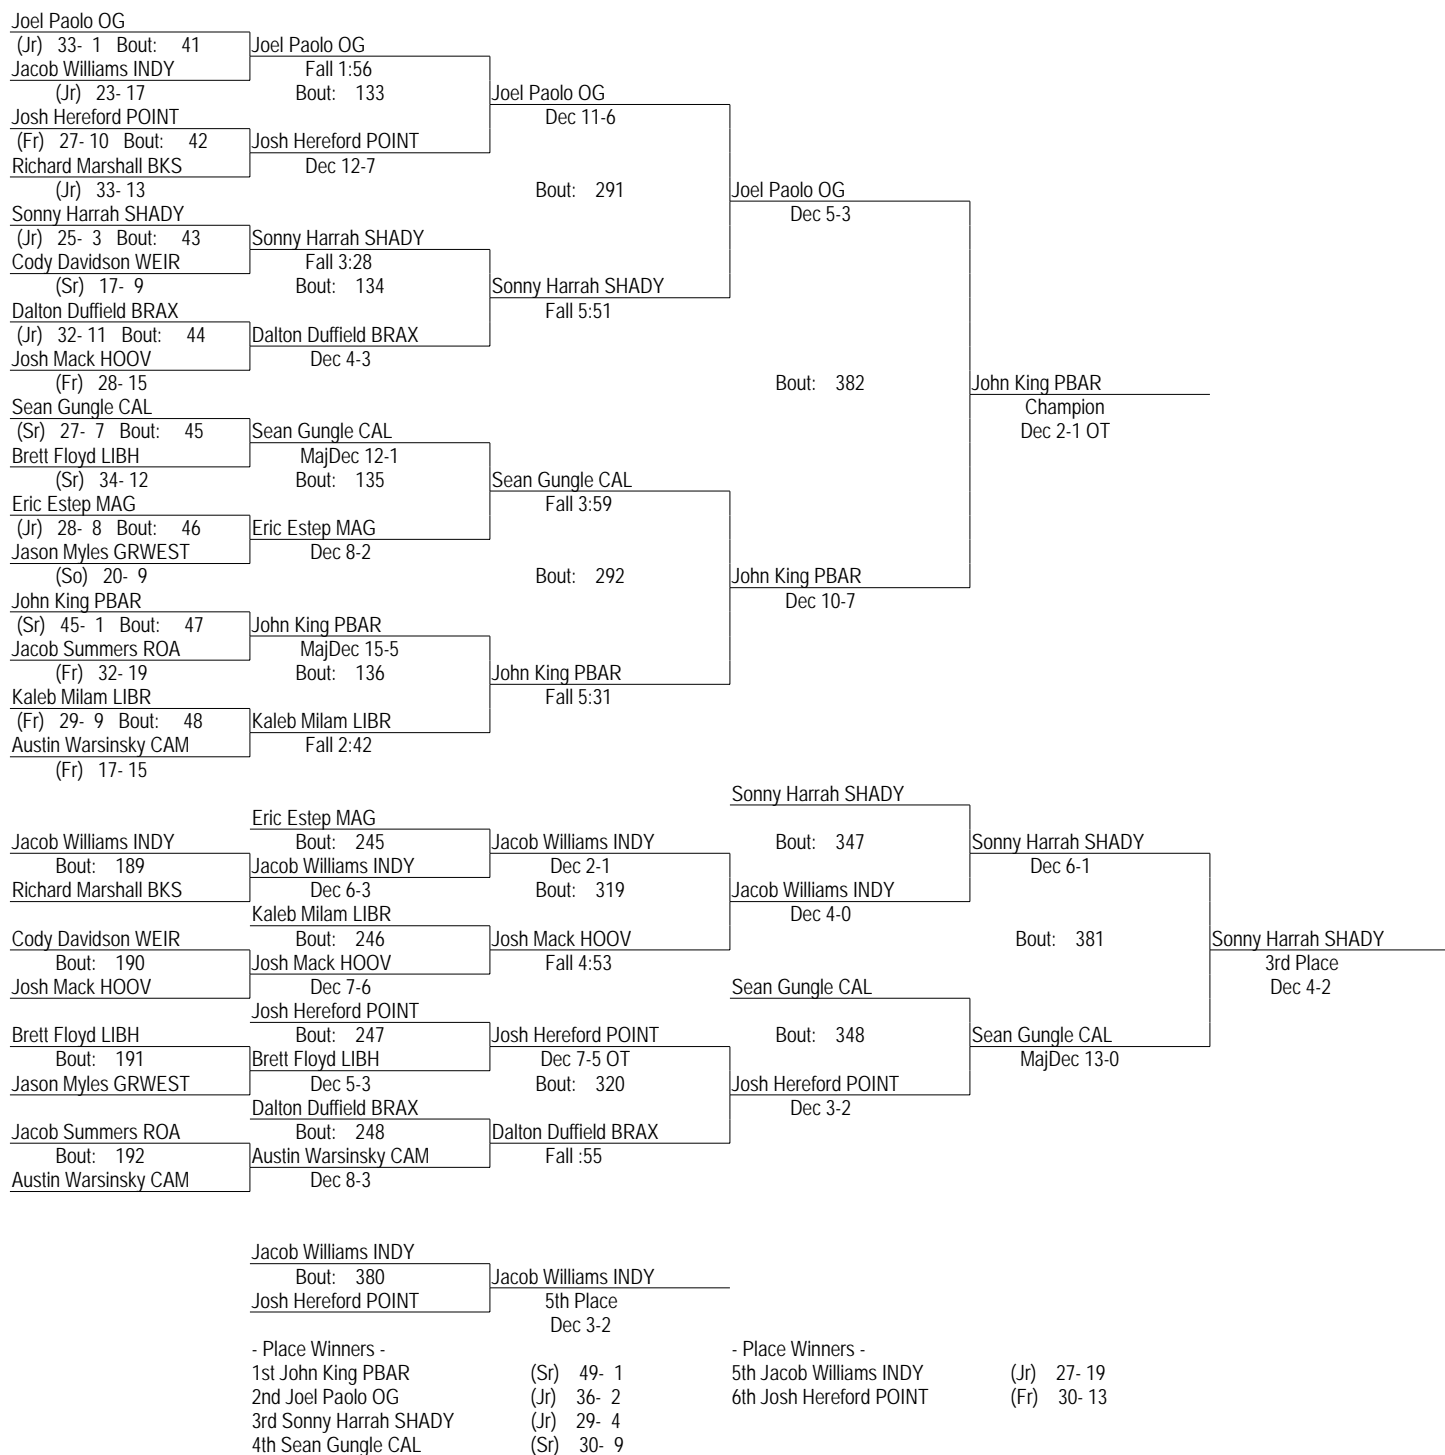 Joel Paolo OG
(Jr) 33- 1 Bout: 41 Joel Paolo OG
Jacob Williams INDY Fall 1:56
(Jr) 23- 17 Bout: 133 Joel Paolo OG
Josh Hereford POINT Dec 11-6
(Fr) 27- 10 Bout: 42 Josh Hereford POINT
Richard Marshall BKS Dec 12-7
(Jr) 33- 13 Bout: 291 Joel Paolo OG
Sonny Harrah SHADY Dec 5-3
(Jr) 25- 3 Bout: 43 Sonny Harrah SHADY
Cody Davidson WEIR Fall 3:28
(Sr) 17- 9 Bout: 134 Sonny Harrah SHADY
Dalton Duffield BRAX Fall 5:51
(Jr) 32- 11 Bout: 44 Dalton Duffield BRAX
Josh Mack HOOV Dec 4-3
(Fr) 28- 15 Bout: 382 John King PBAR
Sean Gungle CAL Champion
(Sr) 27- 7 Bout: 45 Sean Gungle CAL Dec 2-1 OT
Brett Floyd LIBH MajDec 12-1
(Sr) 34- 12 Bout: 135 Sean Gungle CAL
Eric Estep MAG Fall 3:59
(Jr) 28- 8 Bout: 46 Eric Estep MAG
Jason Myles GRWEST Dec 8-2
(So) 20- 9 Bout: 292 John King PBAR
John King PBAR Dec 10-7
(Sr) 45- 1 Bout: 47 John King PBAR
Jacob Summers ROA MajDec 15-5
(Fr) 32- 19 Bout: 136 John King PBAR
Kaleb Milam LIBR Fall 5:31
(Fr) 29- 9 Bout: 48 Kaleb Milam LIBR
Austin Warsinsky CAM Fall 2:42
(Fr) 17- 15
Sonny Harrah SHADY
Eric Estep MAG
Jacob Williams INDY Bout: 245 Jacob Williams INDY Bout: 347 Sonny Harrah SHADY
Bout: 189 Jacob Williams INDY Dec 2-1 Dec 6-1
Richard Marshall BKS Dec 6-3 Bout: 319 Jacob Williams INDY
Kaleb Milam LIBR Dec 4-0
Cody Davidson WEIR Bout: 246 Josh Mack HOOV Bout: 381 Sonny Harrah SHADY
Bout: 190 Josh Mack HOOV Fall 4:53 3rd Place
Josh Mack HOOV Dec 7-6 Sean Gungle CAL Dec 4-2
Josh Hereford POINT
Brett Floyd LIBH Bout: 247 Josh Hereford POINT Bout: 348 Sean Gungle CAL
Bout: 191 Brett Floyd LIBH Dec 7-5 OT MajDec 13-0
Jason Myles GRWEST Dec 5-3 Bout: 320 Josh Hereford POINT
Dalton Duffield BRAX Dec 3-2
Jacob Summers ROA Bout: 248 Dalton Duffield BRAX
Bout: 192 Austin Warsinsky CAM Fall :55
Austin Warsinsky CAM Dec 8-3
Jacob Williams INDY
Bout: 380 Jacob Williams INDY
Josh Hereford POINT 5th Place
Dec 3-2
- Place Winners - - Place Winners -
1st John King PBAR (Sr) 49- 1 5th Jacob Williams INDY (Jr) 27- 19
2nd Joel Paolo OG (Jr) 36- 2 6th Josh Hereford POINT (Fr) 30- 13
3rd Sonny Harrah SHADY (Jr) 29- 4
4th Sean Gungle CAL (Sr) 30- 9